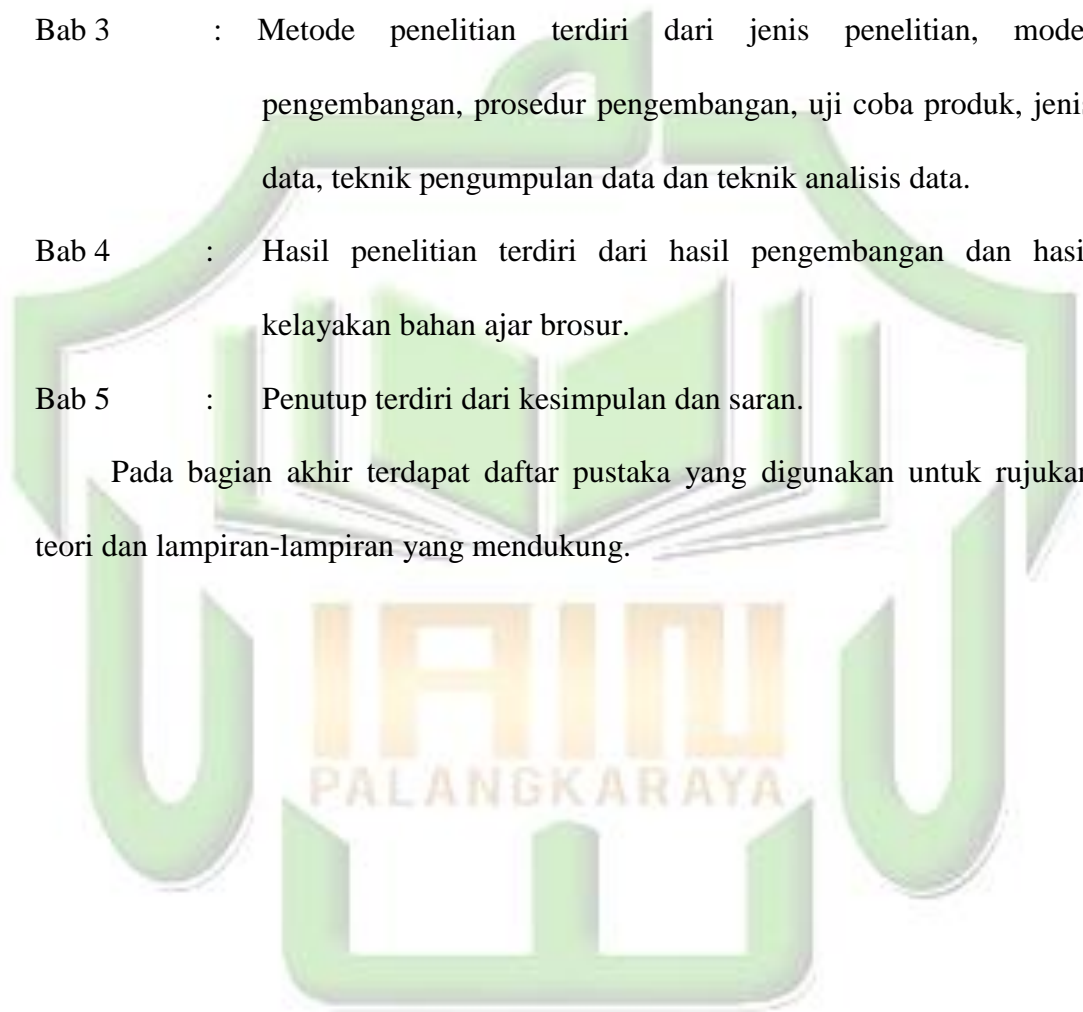 Bab 3 : Metode penelitian terdiri dari jenis penelitian, mode
pengembangan, prosedur pengembangan, uji coba produk, jenis
data, teknik pengumpulan data dan teknik analisis data.
Bab 4 : Hasil penelitian terdiri dari hasil pengembangan dan hasi
kelayakan bahan ajar brosur.
Bab 5 : Penutup terdiri dari kesimpulan dan saran.
Pada bagian akhir terdapat daftar pustaka yang digunakan untuk rujukan
teori dan lampiran-lampiran yang mendukung.
IAIN
PALANGKARAYA